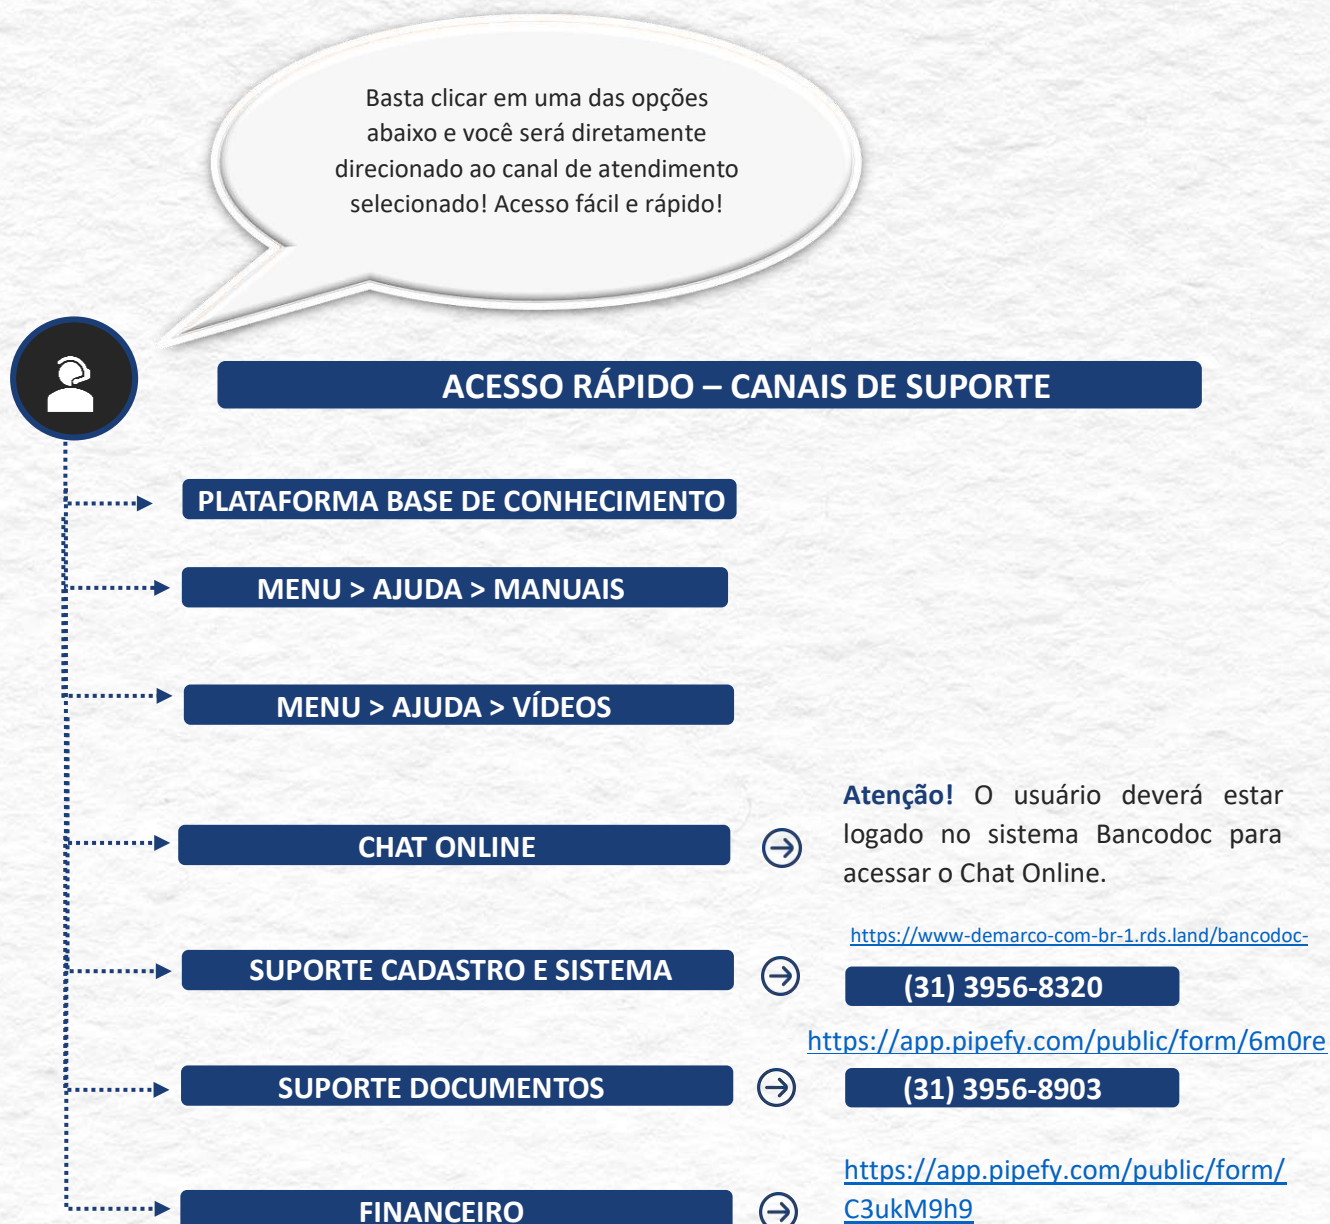 Basta clicar em uma das opções
abaixo e você será diretamente
direcionado ao canal de atendimento
selecionado! Acesso fácil e rápido!
ACESSO RÁPIDO – CANAIS DE SUPORTE
PLATAFORMA BASE DE CONHECIMENTO
MENU > AJUDA > MANUAIS
MENU > AJUDA > VÍDEOS
CHAT ONLINE
Atenção! O usuário deverá estar
logado no sistema Bancodoc para
acessar o Chat Online.
https://www-demarco-com-br-1.rds.land/bancodoc-
SUPORTE CADASTRO E SISTEMA
(31) 3956-8320
https://app.pipefy.com/public/form/6m0re
SUPORTE DOCUMENTOS
(31) 3956-8903
https://app.pipefy.com/public/form/
C3ukM9h9
FINANCEIRO